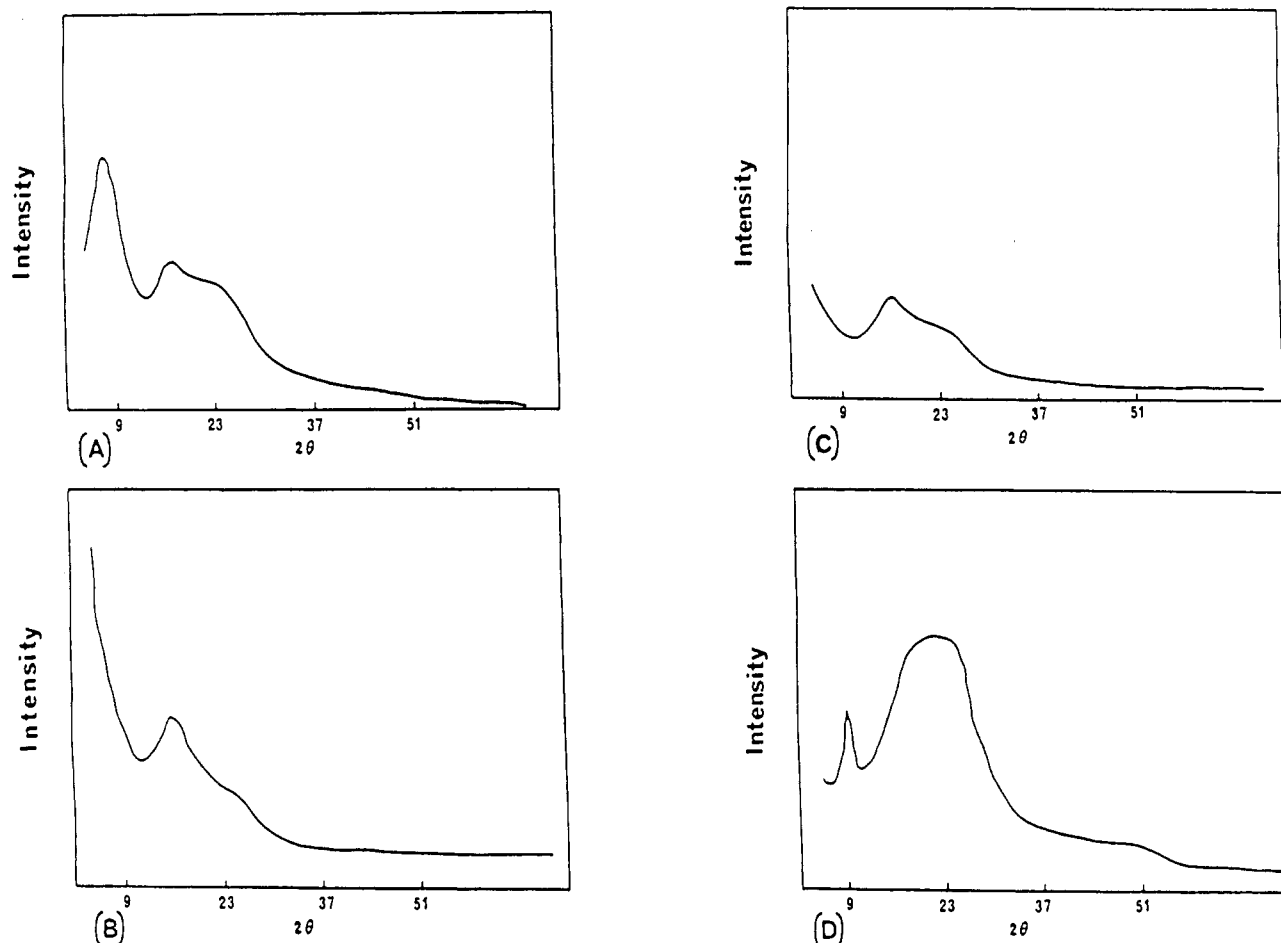 Intensity
9 23 37 51
2θ
(A)
Intensity
9 23 37 51
2θ
(C)
Intensity
9 23 37 51
2θ
(B)
Intensity
9 23 37 51
2θ
(D)